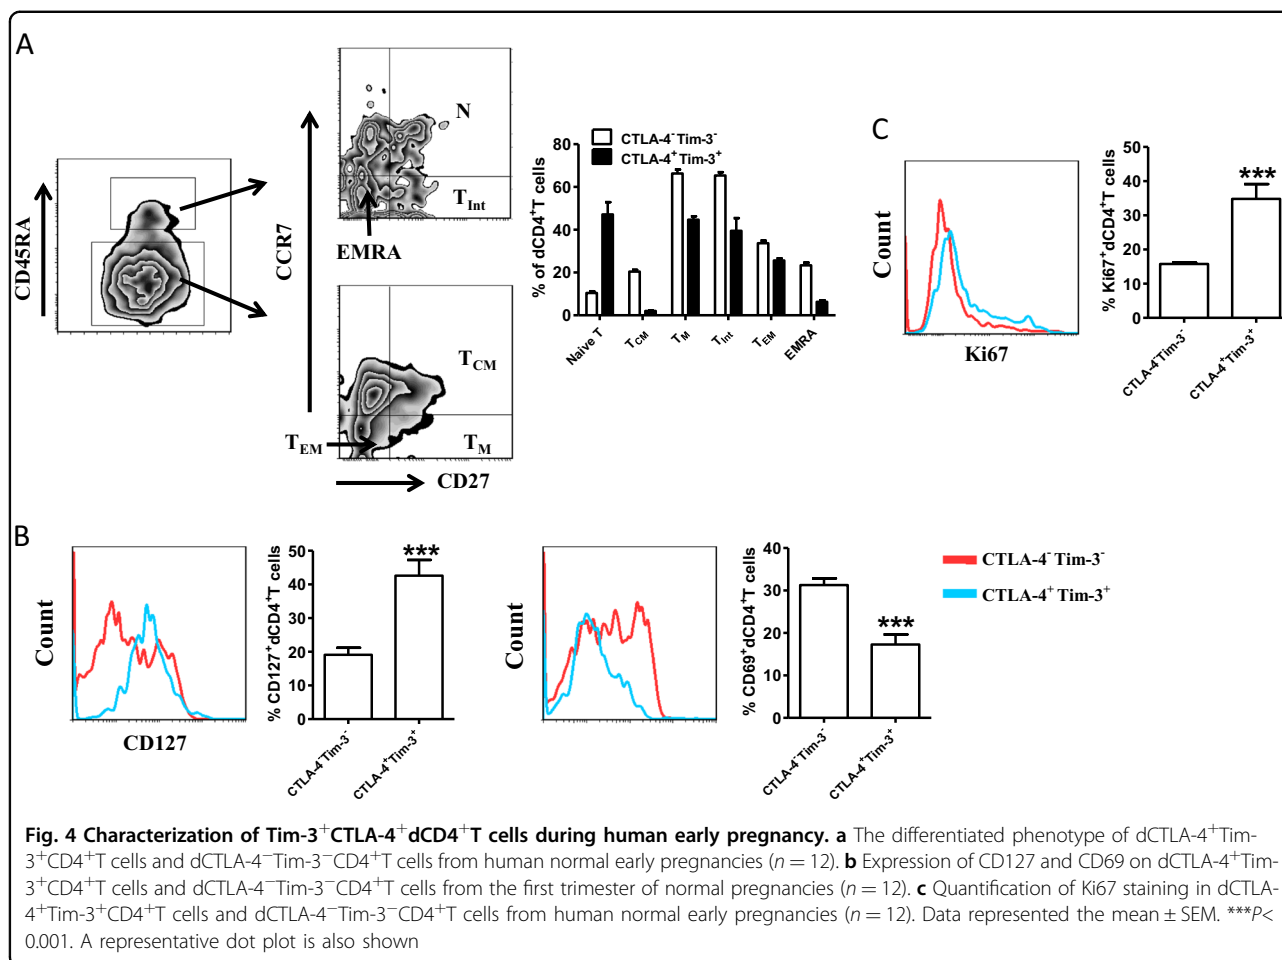 A
CD45RA
CCR7
N
T_Int
EMRA
T_CM
T_EM
T_M
CD27
% of dCD4⁺T cells
80
60
40
20
0
CTLA-4⁻Tim-3⁻
CTLA-4⁺Tim-3⁺
Naive T
T_CM
T_M
T_Int
T_EM
EMRA
C
Count
Ki67
% Ki67⁺dCD4⁺T cells
50
40
30
20
10
0
***
CTLA-4⁻Tim-3⁻
CTLA-4⁺Tim-3⁺
B
Count
CD127
% CD127⁺dCD4⁺T cells
50
40
30
20
10
0
***
CTLA-4⁻Tim-3⁻
CTLA-4⁺Tim-3⁺
Count
% CD69⁺dCD4⁺T cells
40
30
20
10
0
***
CTLA-4⁻Tim-3⁻
CTLA-4⁺Tim-3⁺
CTLA-4⁻ Tim-3⁻
CTLA-4⁺ Tim-3⁺
Fig. 4 Characterization of Tim-3⁺CTLA-4⁺dCD4⁺T cells during human early pregnancy. a The differentiated phenotype of dCTLA-4⁺Tim-
3⁺CD4⁺T cells and dCTLA-4⁻Tim-3⁻CD4⁺T cells from human normal early pregnancies (n = 12). b Expression of CD127 and CD69 on dCTLA-4⁺Tim-
3⁺CD4⁺T cells and dCTLA-4⁻Tim-3⁻CD4⁺T cells from the first trimester of normal pregnancies (n = 12). c Quantification of Ki67 staining in dCTLA-
4⁺Tim-3⁺CD4⁺T cells and dCTLA-4⁻Tim-3⁻CD4⁺T cells from human normal early pregnancies (n = 12). Data represented the mean ± SEM. ***P<
0.001. A representative dot plot is also shown